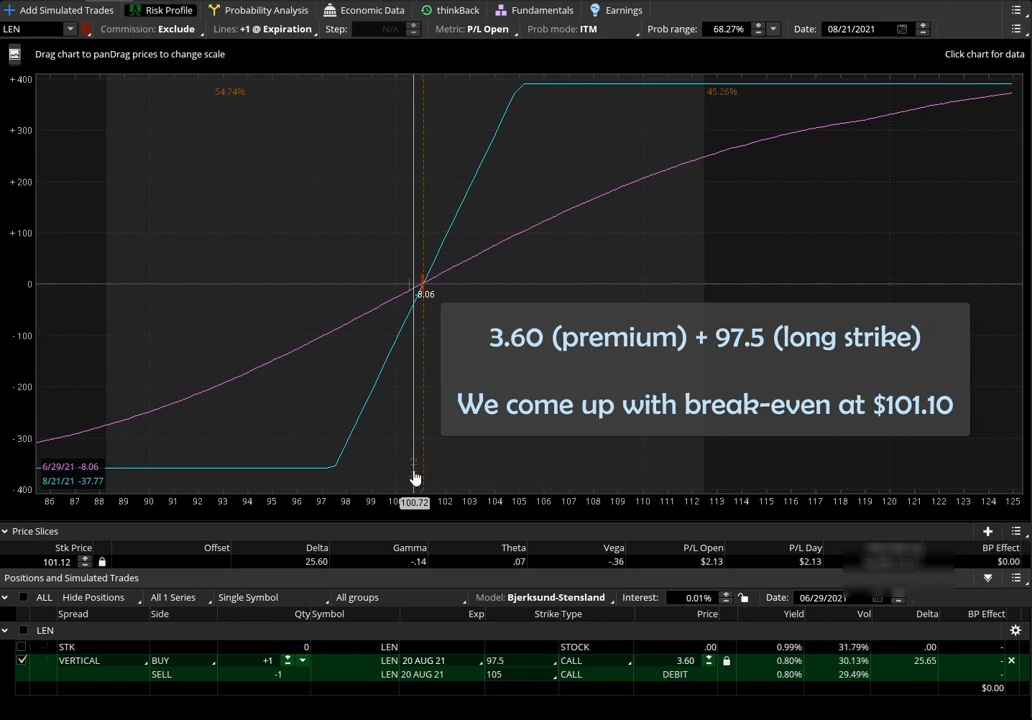 Add Simulated Trades Risk Profile Probability Analysis Economic Data thinkBack Fundamentals Earnings
LEN Commission: Exclude Lines: +1 @ Expiration Step: N/A Metric: P/L Open Prob mode: ITM Prob range: 68.27% Date: 08/21/2021
Drag chart to panDrag prices to change scale Click chart for data
+400
54.74% 45.26%
+300
+200
+100
0
-8.06
3.60 (premium) + 97.5 (long strike)
-100
-200
We come up with break-even at $101.10
-300
6/29/21 -8.06
8/21/21 -37.77
-400
86 87 88 89 90 91 92 93 94 95 96 97 98 99 100.72 102 103 104 105 106 107 108 109 110 111 112 113 114 115 116 117 118 119 120 121 122 123 124 125
Price Slices
Stk Price Offset Delta Gamma Theta Vega P/L Open P/L Day BP Effect
101.12 25.60 -.14 .07 -.36 $2.13 $2.13 $0.00
Positions and Simulated Trades
ALL Hide Positions All 1 Series Single Symbol All groups Model: Bjerksund-Stensland Interest: 0.01% Date: 06/29/2021
Spread Side Qty Symbol Exp Strike Type Price Yield Vol Delta BP Effect
LEN
STK 0 LEN STOCK .00 0.99% 31.79% .00 -
VERTICAL BUY +1 LEN 20 AUG 21 97.5 CALL 3.60 0.80% 30.13% 25.65 -
SELL -1 LEN 20 AUG 21 105 CALL DEBIT 0.80% 29.49% -
$0.00